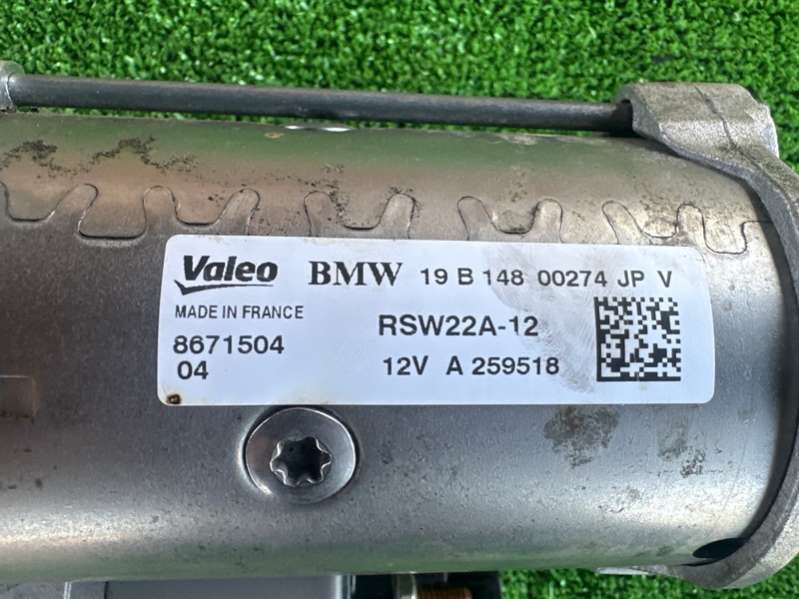 Valeo BMW 19 B 148 00274 JP V
MADE IN FRANCE RSW22A-12
8671504
04 12V A 259518